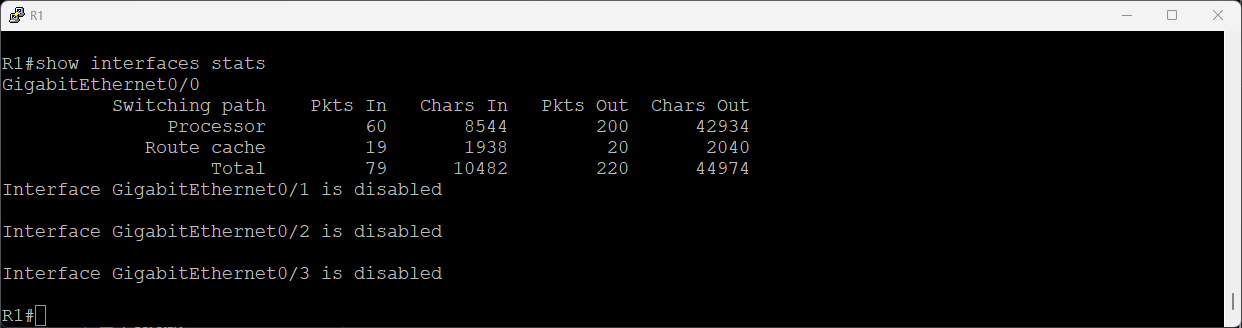 R1
R1#show interfaces stats
GigabitEthernet0/0
          Switching path    Pkts In   Chars In   Pkts Out  Chars Out
               Processor         60       8544        200      42934
             Route cache         19       1938         20       2040
                   Total         79      10482        220      44974
Interface GigabitEthernet0/1 is disabled
Interface GigabitEthernet0/2 is disabled
Interface GigabitEthernet0/3 is disabled
R1#